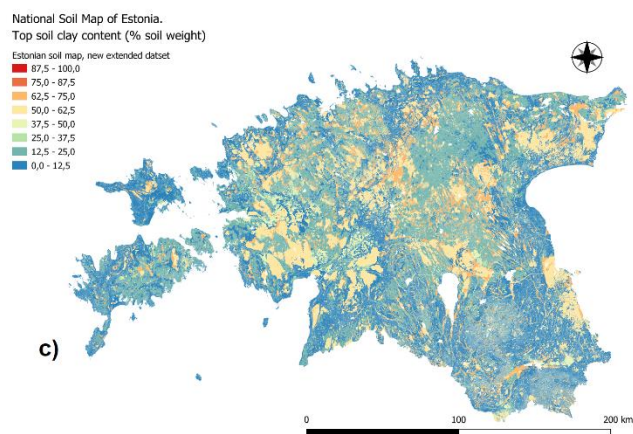 National Soil Map of Estonia.
Top soil clay content (% soil weight)
Estonian soil map, new extended datset
87,5 - 100,0
75,0 - 87,5
62,5 - 75,0
50,0 - 62,5
37,5 - 50,0
25,0 - 37,5
12,5 - 25,0
0,0 - 12,5
c)
0 100 200 km